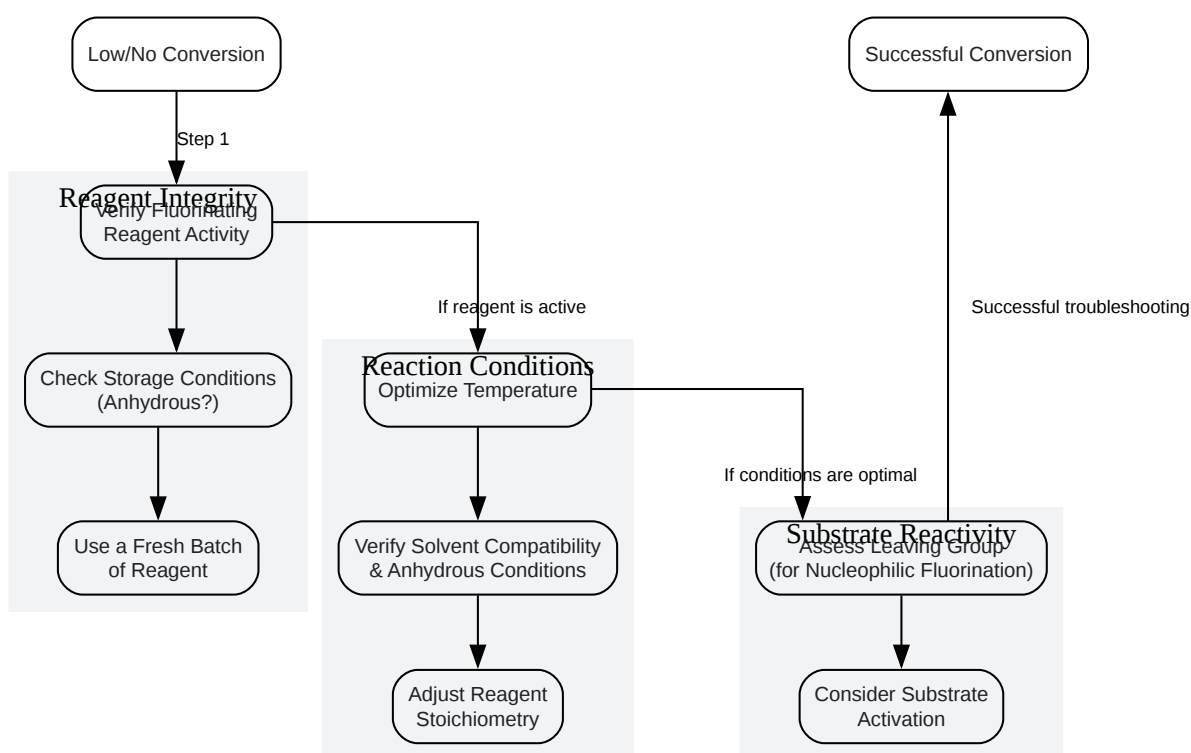 Low/No Conversion
Successful Conversion
Step 1
Reagent Integrity
Verify Fluorinating
Reagent Activity
If reagent is active
Successful troubleshooting
Check Storage Conditions
(Anhydrous?)
Reaction Conditions
Optimize Temperature
If conditions are optimal
Use a Fresh Batch
of Reagent
Verify Solvent Compatibility
& Anhydrous Conditions
Substrate Reactivity
Assess Leaving Group
(for Nucleophilic Fluorination)
Adjust Reagent
Stoichiometry
Consider Substrate
Activation